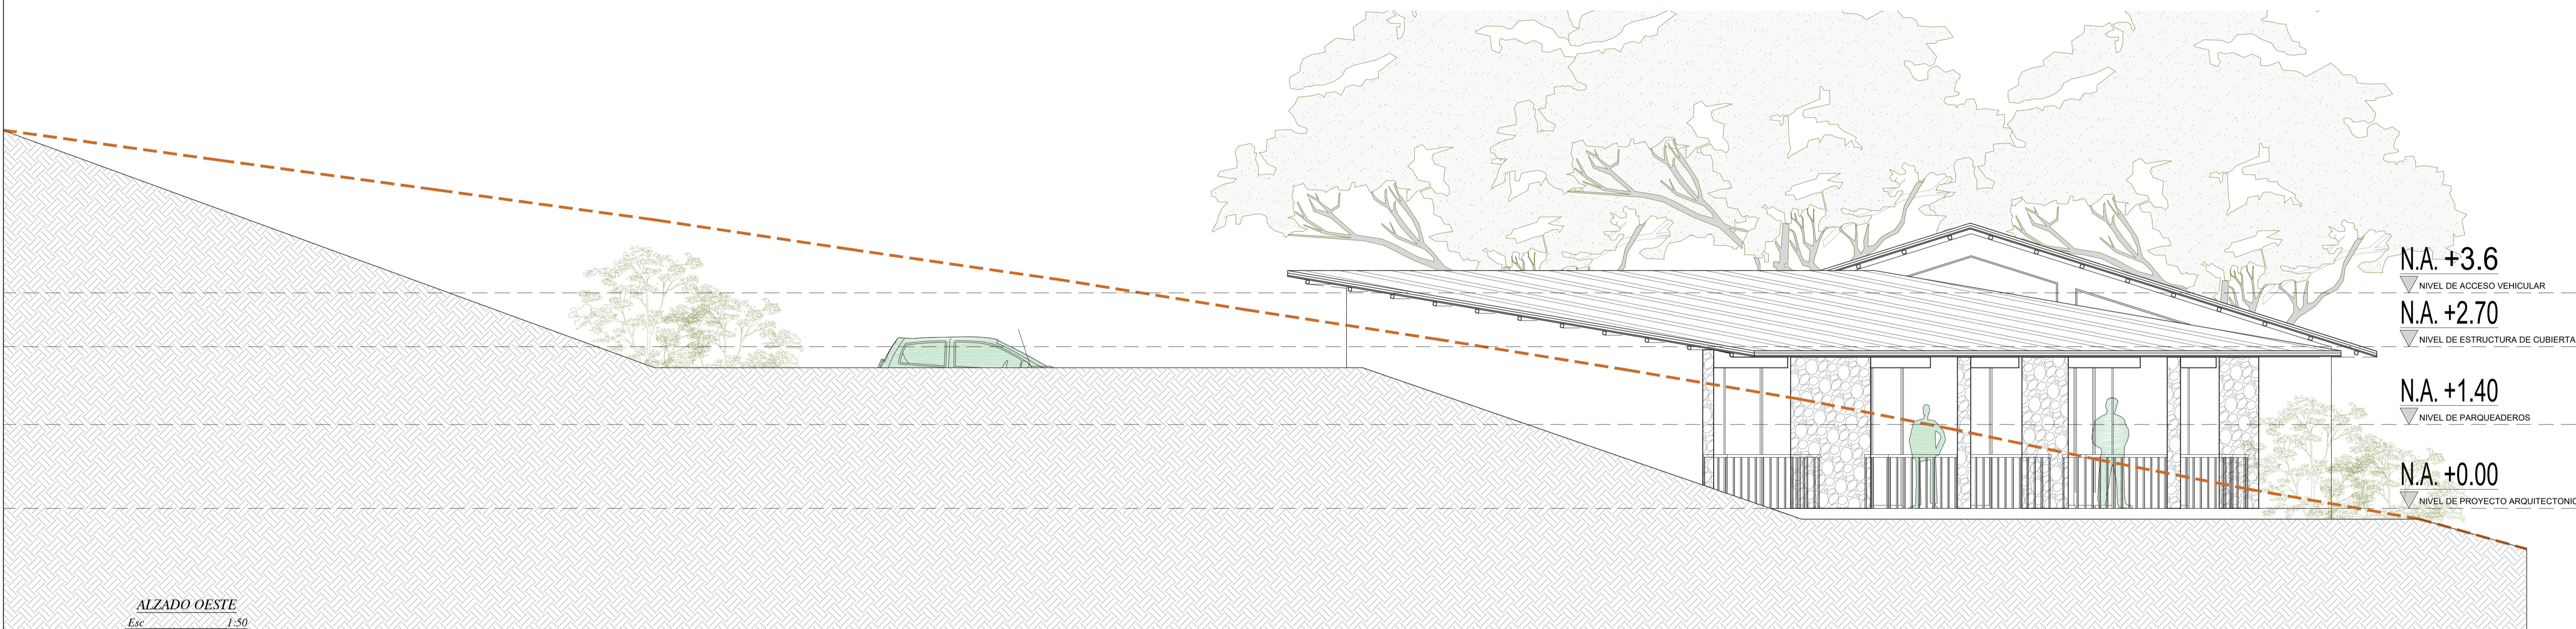 N.A. +3.6
NIVEL DE ACCESO VEHICULAR
N.A. +2.70
NIVEL DE ESTRUCTURA DE CUBIERTA
N.A. +1.40
NIVEL DE PARQUEADEROS
N.A. +0.00
NIVEL DE PROYECTO ARQUITECTONIC
ALZADO OESTE
Esc 1:50